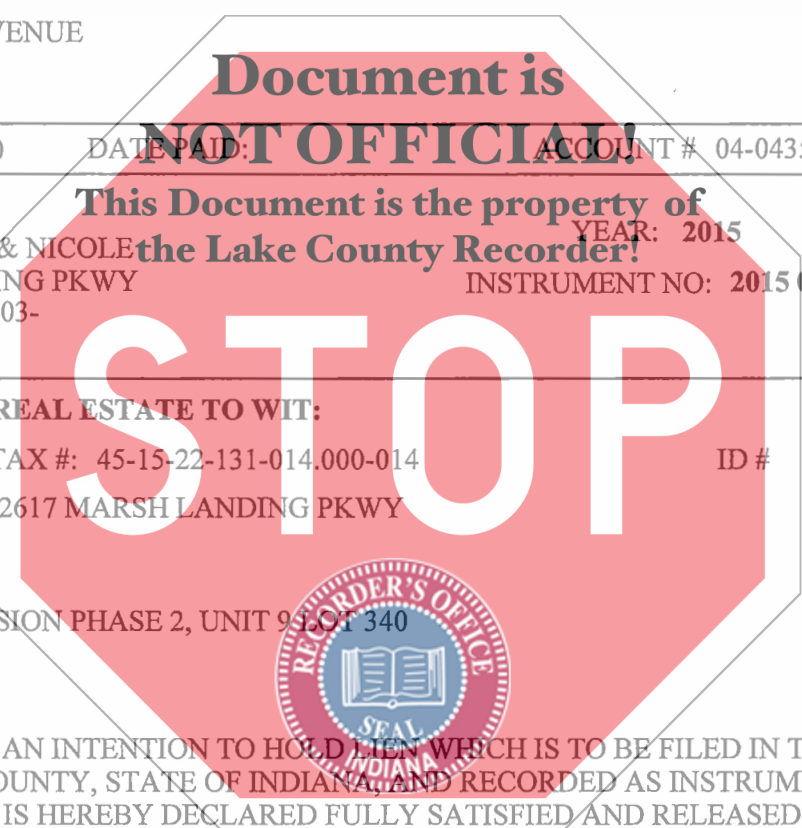 VENUE
Document is
NOT OFFICIAL!
) DATE PAID: ACCOUNT # 04-043
This Document is the property of
the Lake County Recorder!
YEAR: 2015
& NICOLE
NG PKWY INSTRUMENT NO: 2015 0
03-
STOP
REAL ESTATE TO WIT:
TAX #: 45-15-22-131-014.000-014 ID #
2617 MARSH LANDING PKWY
SION PHASE 2, UNIT 9 LOT 340
RECORDER'S OFFICE
SEAL
INDIANA
AN INTENTION TO HOLD LIEN WHICH IS TO BE FILED IN T
OUNTY, STATE OF INDIANA, AND RECORDED AS INSTRUM
IS HEREBY DECLARED FULLY SATISFIED AND RELEASED